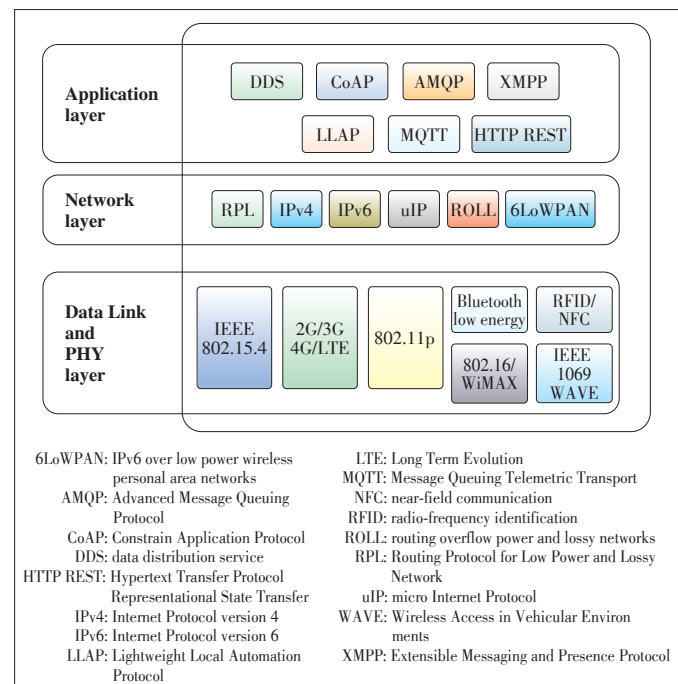 Application
layer
DDS
CoAP
AMQP
XMPP
LLAP
MQTT
HTTP REST
Network
layer
RPL
IPv4
IPv6
uIP
ROLL
6LoWPAN
Data Link
and
PHY
layer
IEEE
802.15.4
2G/3G
4G/LTE
802.11p
Bluetooth
low energy
RFID/
NFC
802.16/
WiMAX
IEEE
1069
WAVE
6LoWPAN: IPv6 over low power wireless
personal area networks
AMQP: Advanced Message Queuing
Protocol
CoAP: Constrain Application Protocol
DDS: data distribution service
HTTP REST: Hypertext Transfer Protocol
Representational State Transfer
IPv4: Internet Protocol version 4
IPv6: Internet Protocol version 6
LLAP: Lightweight Local Automation
Protocol
LTE: Long Term Evolution
MQTT: Message Queuing Telemetric Transport
NFC: near-field communication
RFID: radio-frequency identification
ROLL: routing overflow power and lossy networks
RPL: Routing Protocol for Low Power and Lossy
Network
uIP: micro Internet Protocol
WAVE: Wireless Access in Vehicular Environ
ments
XMPP: Extensible Messaging and Presence Protocol